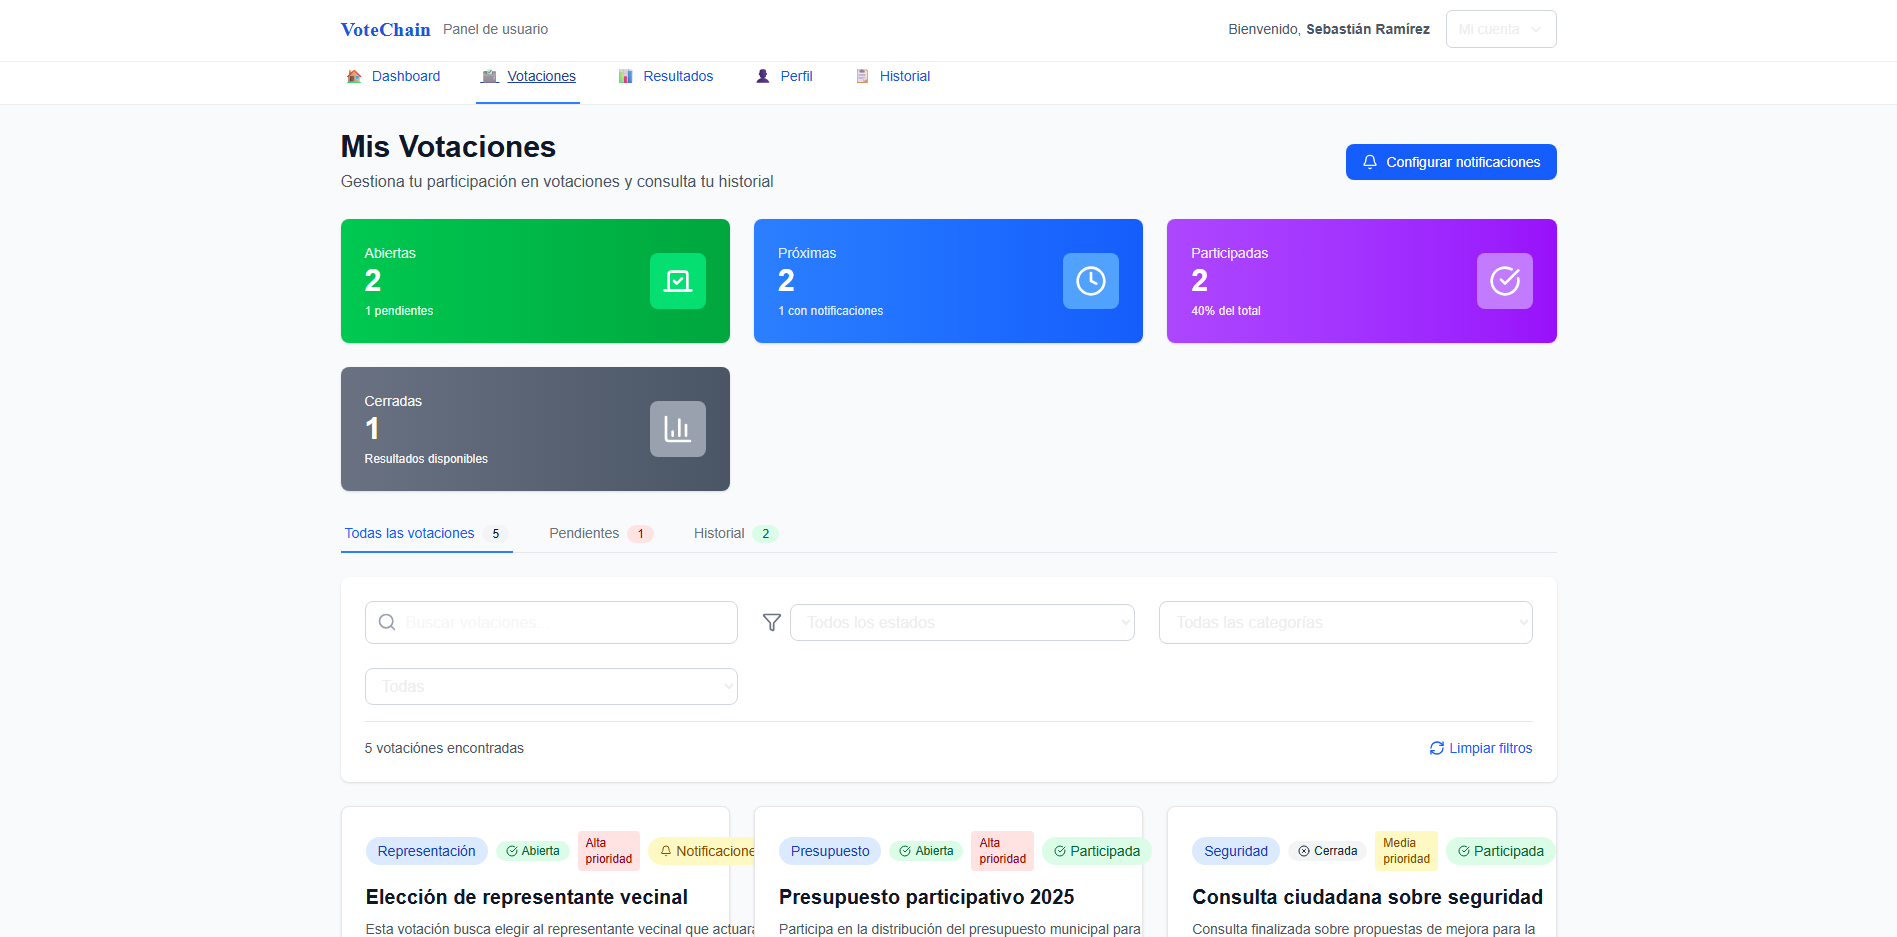 VoteChain Panel de usuario
Bienvenido, Sebastián Ramírez Mi cuenta
Dashboard Votaciones Resultados Perfil Historial
Mis Votaciones
Gestiona tu participación en votaciones y consulta tu historial
Configurar notificaciones
Abiertas
2
1 pendientes
Próximas
2
1 con notificaciones
Participadas
2
40% del total
Cerradas
1
Resultados disponibles
Todas las votaciones 5 Pendientes 1 Historial 2
Buscar votaciones... Todos los estados Todas las categorías
Todas
5 votaciónes encontradas Limpiar filtros
Representación Abierta Alta prioridad Notificacione
Elección de representante vecinal
Esta votación busca elegir al representante vecinal que actuará
Presupuesto Abierta Alta prioridad Participada
Presupuesto participativo 2025
Participa en la distribución del presupuesto municipal para
Seguridad Cerrada Media prioridad Participada
Consulta ciudadana sobre seguridad
Consulta finalizada sobre propuestas de mejora para la